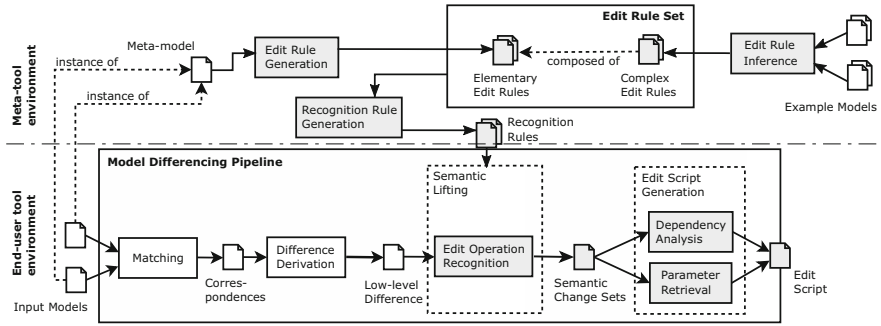 Meta-tool
environment
Meta-model
instance of
instance of
Edit Rule
Generation
Edit Rule Set
Elementary
Edit Rules
composed of
Complex
Edit Rules
Edit Rule
Inference
Example Models
Recognition Rule
Generation
Recognition
Rules
End-user tool
environment
Model Differencing Pipeline
Input Models
Matching
Corres-
pondences
Difference
Derivation
Low-level
Difference
Semantic
Lifting
Edit Operation
Recognition
Semantic
Change Sets
Edit Script
Generation
Dependency
Analysis
Parameter
Retrieval
Edit
Script